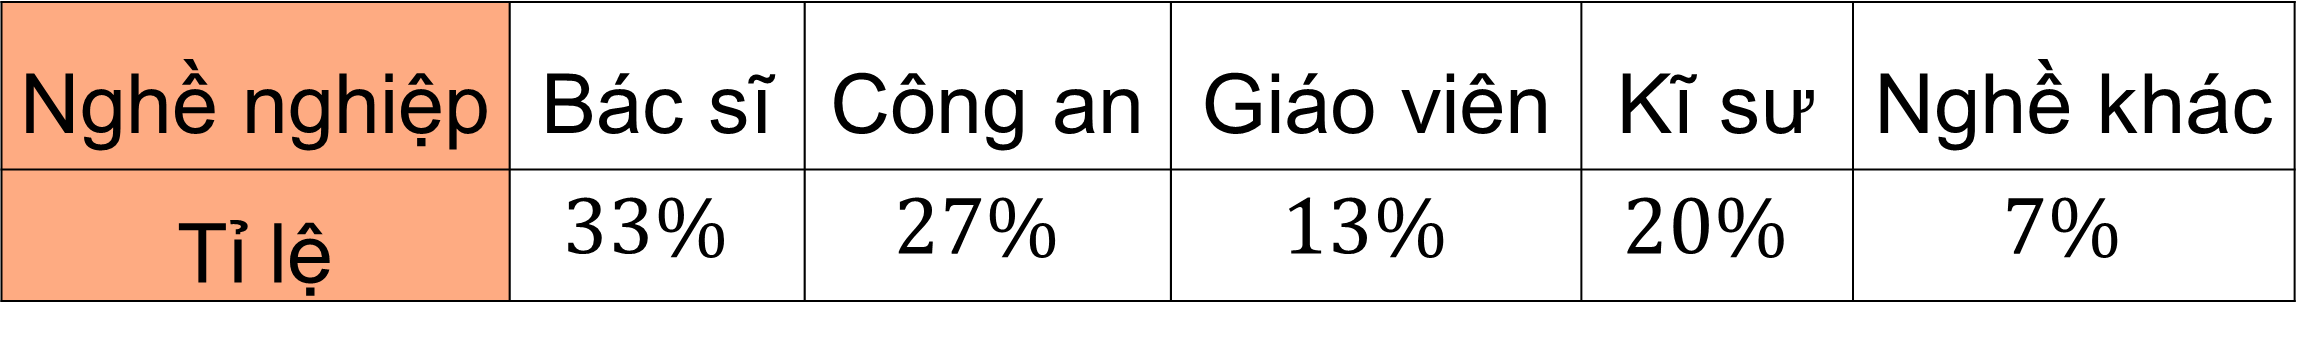 Nghề nghiệp Bác sĩ Công an Giáo viên Kĩ sư Nghề khác
Tỉ lệ 33% 27% 13% 20% 7%